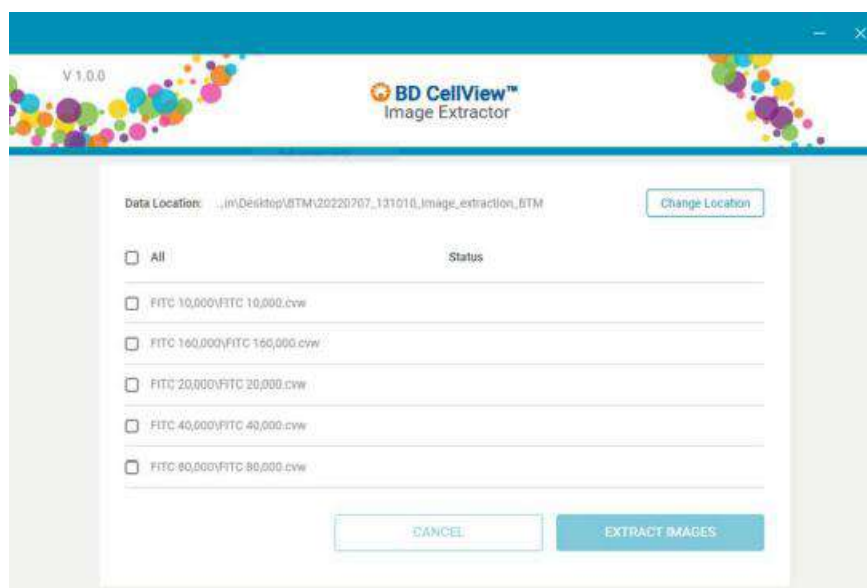 V 1.0.0
BD CellView™
Image Extractor
Data Location: ...in\Desktop\BTM\20220707_131010_Image_extraction_BTM
Change Location
All Status
FITC 10,000\FITC 10,000.cvw
FITC 160,000\FITC 160,000.cvw
FITC 20,000\FITC 20,000.cvw
FITC 40,000\FITC 40,000.cvw
FITC 80,000\FITC 80,000.cvw
CANCEL EXTRACT IMAGES